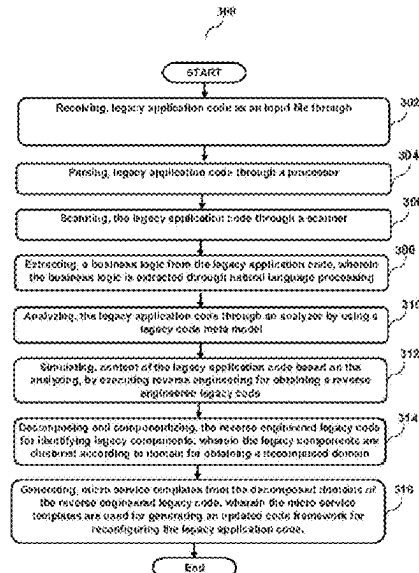 300
START
Receiving, legacy application code as an input file through
302
304
Parsing, legacy application code through a processor
306
Scanning, the legacy application code through a scanner
308
Extracting, a business logic from the legacy application code, wherein
the business logic is extracted through natural language processing
310
Analyzing, the legacy application code through an analyzer by using a
legacy code meta model
312
Simulating, content of the legacy application code based on the
analyzing, by executing reverse engineering for obtaining a reverse
engineered legacy code
314
Decomposing and componentizing, the reverse engineered legacy code
for identifying legacy components, wherein the legacy components are
clustered according to domain for obtaining a decomposed domain
316
Generating, micro service templates from the decomposed domains of
the reverse engineered legacy code, wherein the micro service
templates are used for generating an updated code framework for
reconfiguring the legacy application code.
End